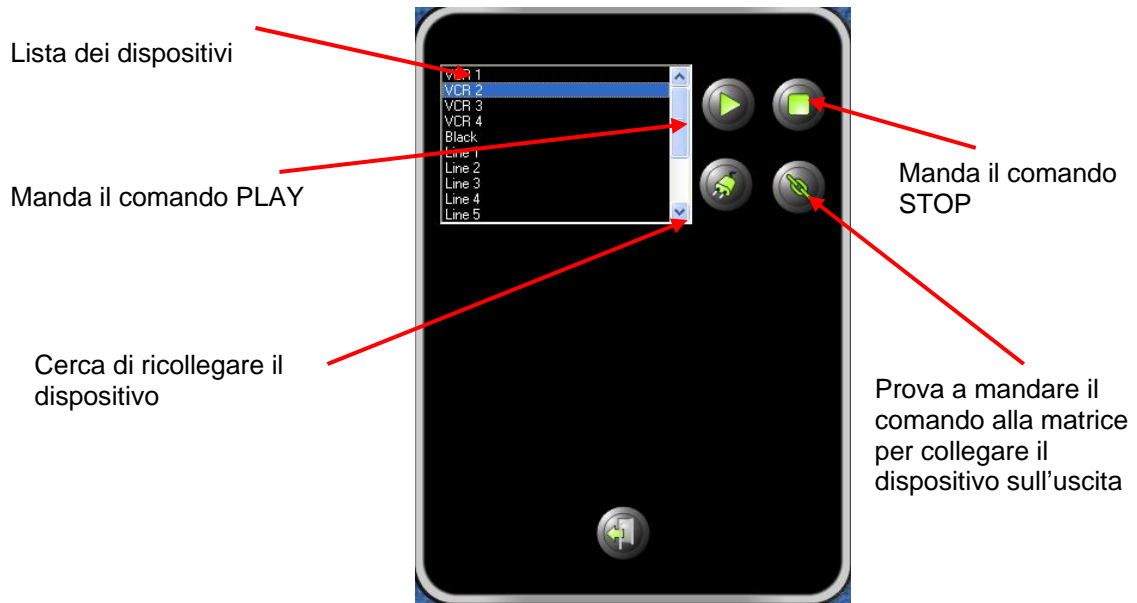 Lista dei dispositivi
VCR 1
VCR 2
VCR 3
VCR 4
Black
Line 1
Line 2
Line 3
Line 4
Line 5
Manda il comando PLAY
Manda il comando
STOP
Cerca di ricollegare il
dispositivo
Prova a mandare il
comando alla matrice
per collegare il
dispositivo sull’uscita